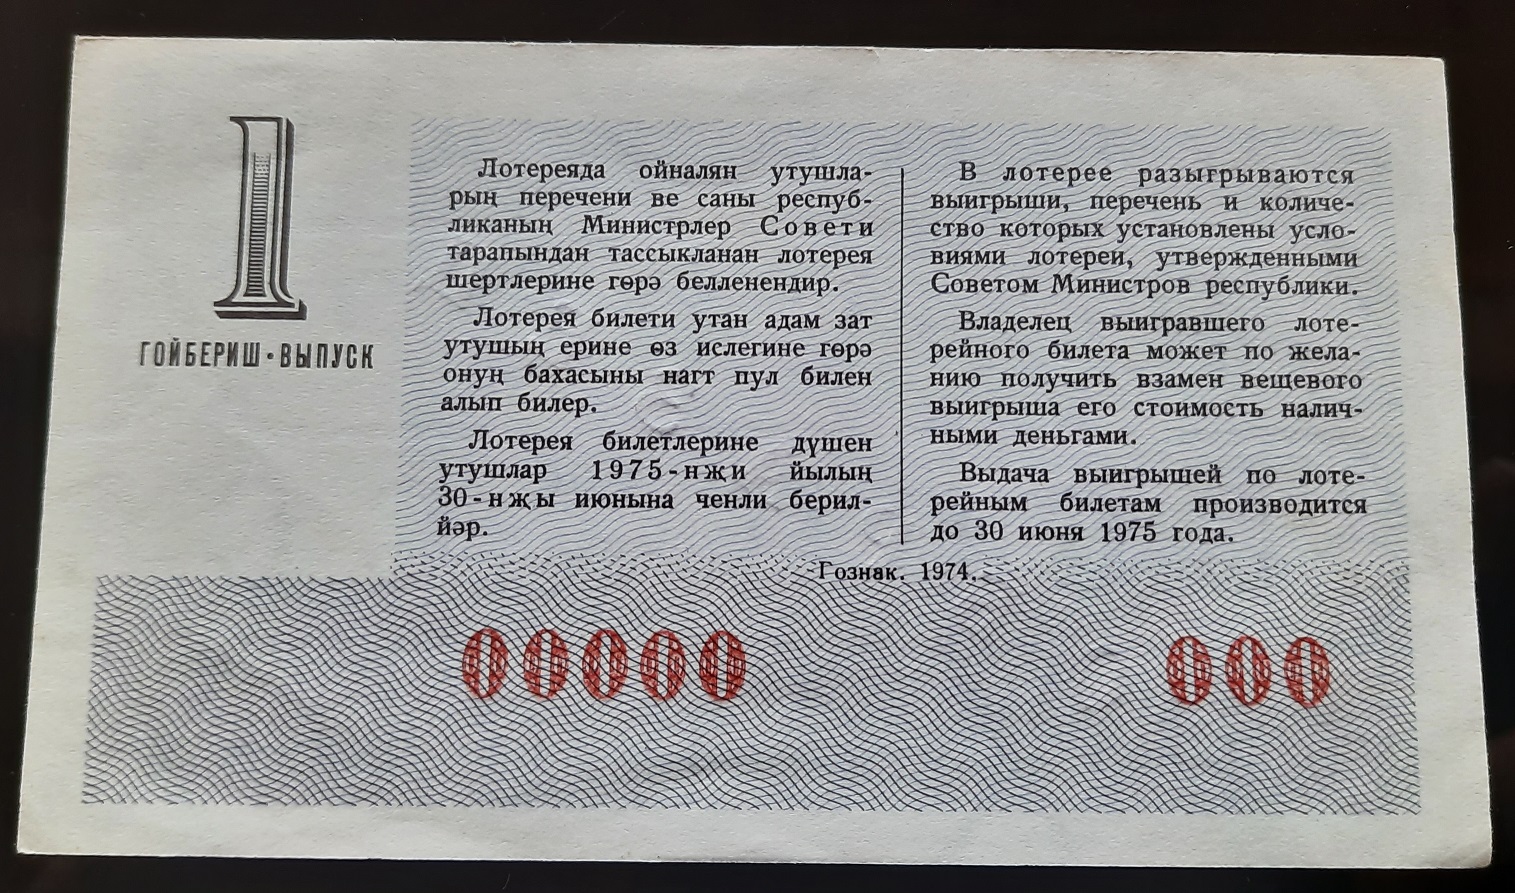 1
ГОЙБЕРИШ · ВЫПУСК
Лотереяда ойналян утушла-
рың перечени ве саны респуб-
ликаның Министрлер Совети
тарапындан тассыкланан лотерея
шертлерине гөрә белленендир.
Лотерея билети утан адам зат
утушың ерине өз ислегине гөрә
онуң бахасыны нагт пул билен
алып билер.
Лотерея билетлерине дүшен
утушлар 1975-нҗи йылың
30-нҗы июнына ченли берил-
йәр.
В лотерее разыгрываются
выигрыши, перечень и количе-
ство которых установлены усло-
виями лотереи, утвержденными
Советом Министров республики.
Владелец выигравшего лоте-
рейного билета может по жела-
нию получить взамен вещевого
выигрыша его стоимость налич-
ными деньгами.
Выдача выигрышей по лоте-
рейным билетам производится
до 30 июня 1975 года.
Гознак. 1974.
00000
000